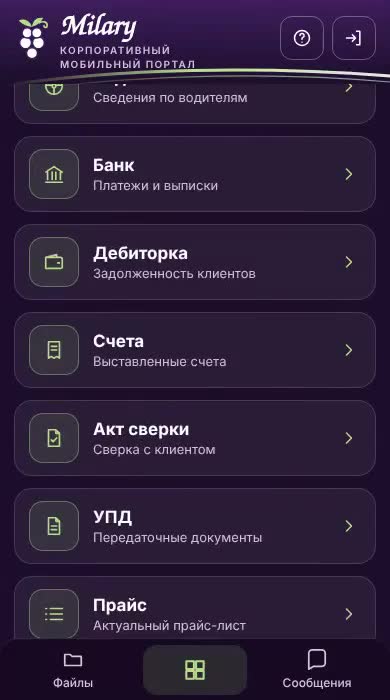 Milary
КОРПОРАТИВНЫЙ
МОБИЛЬНЫЙ ПОРТАЛ
Сведения по водителям
Банк
Платежи и выписки
Дебиторка
Задолженность клиентов
Счета
Выставленные счета
Акт сверки
Сверка с клиентом
УПД
Передаточные документы
Прайс
Актуальный прайс-лист
Файлы
Сообщения